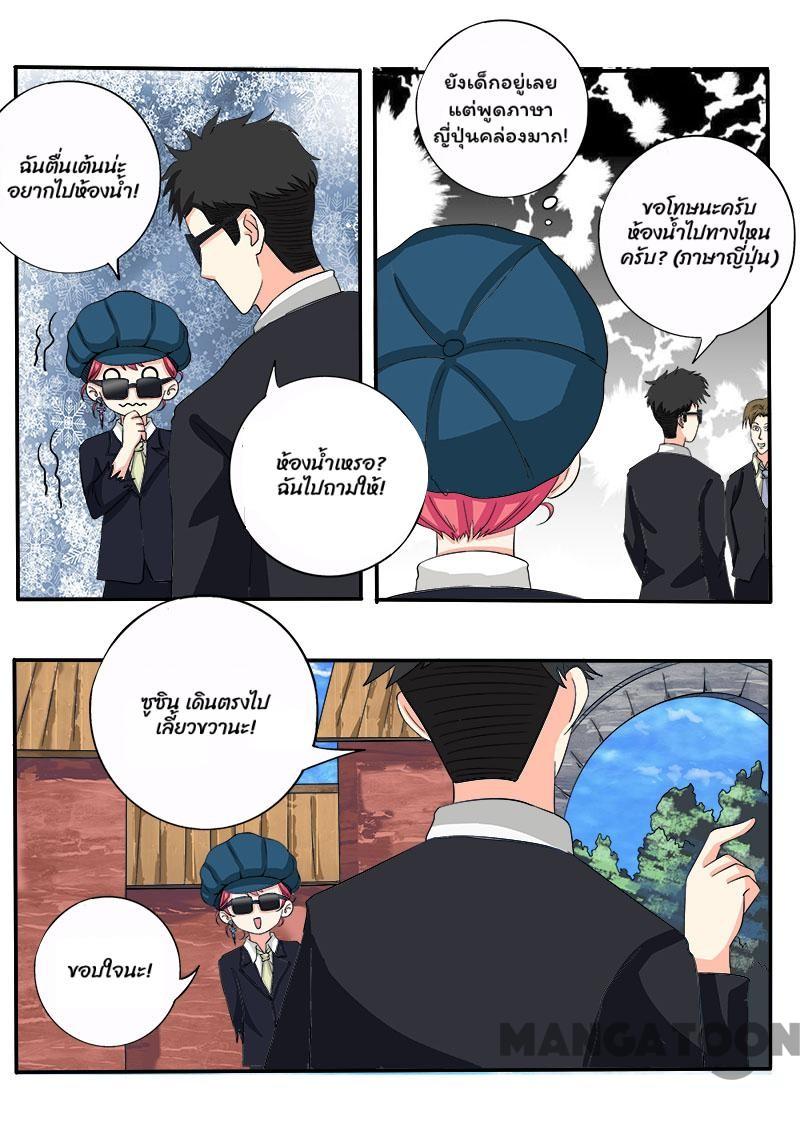 ฉันตื่นเต้นน่ะ
อยากไปห้องน้ำ!
ห้องน้ำเหรอ?
ฉันไปถามให้!
ยังเด็กอยู่เลย
แต่พูดภาษา
ญี่ปุ่นคล่องมาก!
ขอโทษนะครับ
ห้องน้ำไปทางไหน
ครับ? (ภาษาญี่ปุ่น)
ซูซิน เดินตรงไป
เลี้ยวขวานะ!
ขอบใจนะ!
MANGATOON